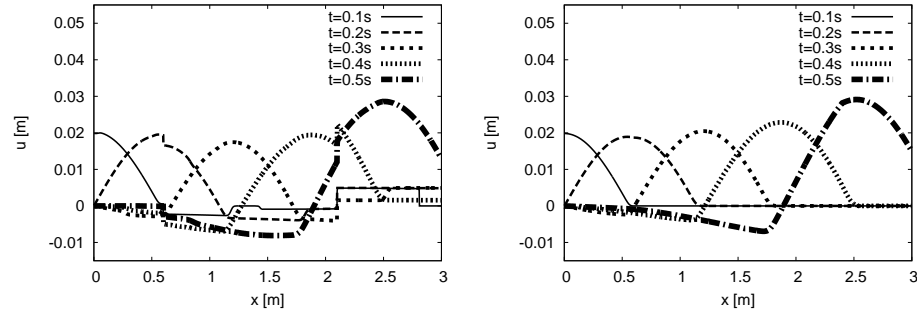 0.05
0.04
0.03
0.02
0.01
0
-0.01
u [m]
0 0.5 1 1.5 2 2.5 3
x [m]
t=0.1s
t=0.2s
t=0.3s
t=0.4s
t=0.5s
0.05
0.04
0.03
0.02
0.01
0
-0.01
u [m]
0 0.5 1 1.5 2 2.5 3
x [m]
t=0.1s
t=0.2s
t=0.3s
t=0.4s
t=0.5s